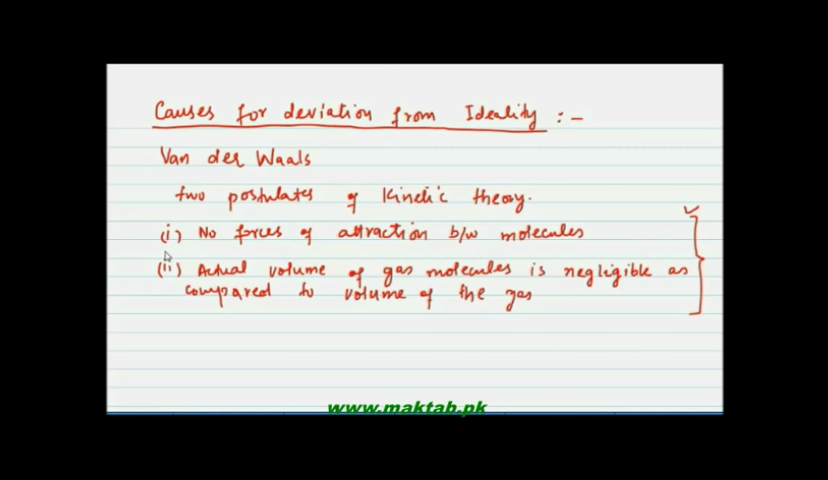 Causes for deviation from Ideality :-
Van der Waals
two postulates of Kinetic theory.
(i) No forces of attraction b/w molecules
(ii) Actual volume of gas molecules is negligible as
compared to volume of the gas
www.maktab.pk